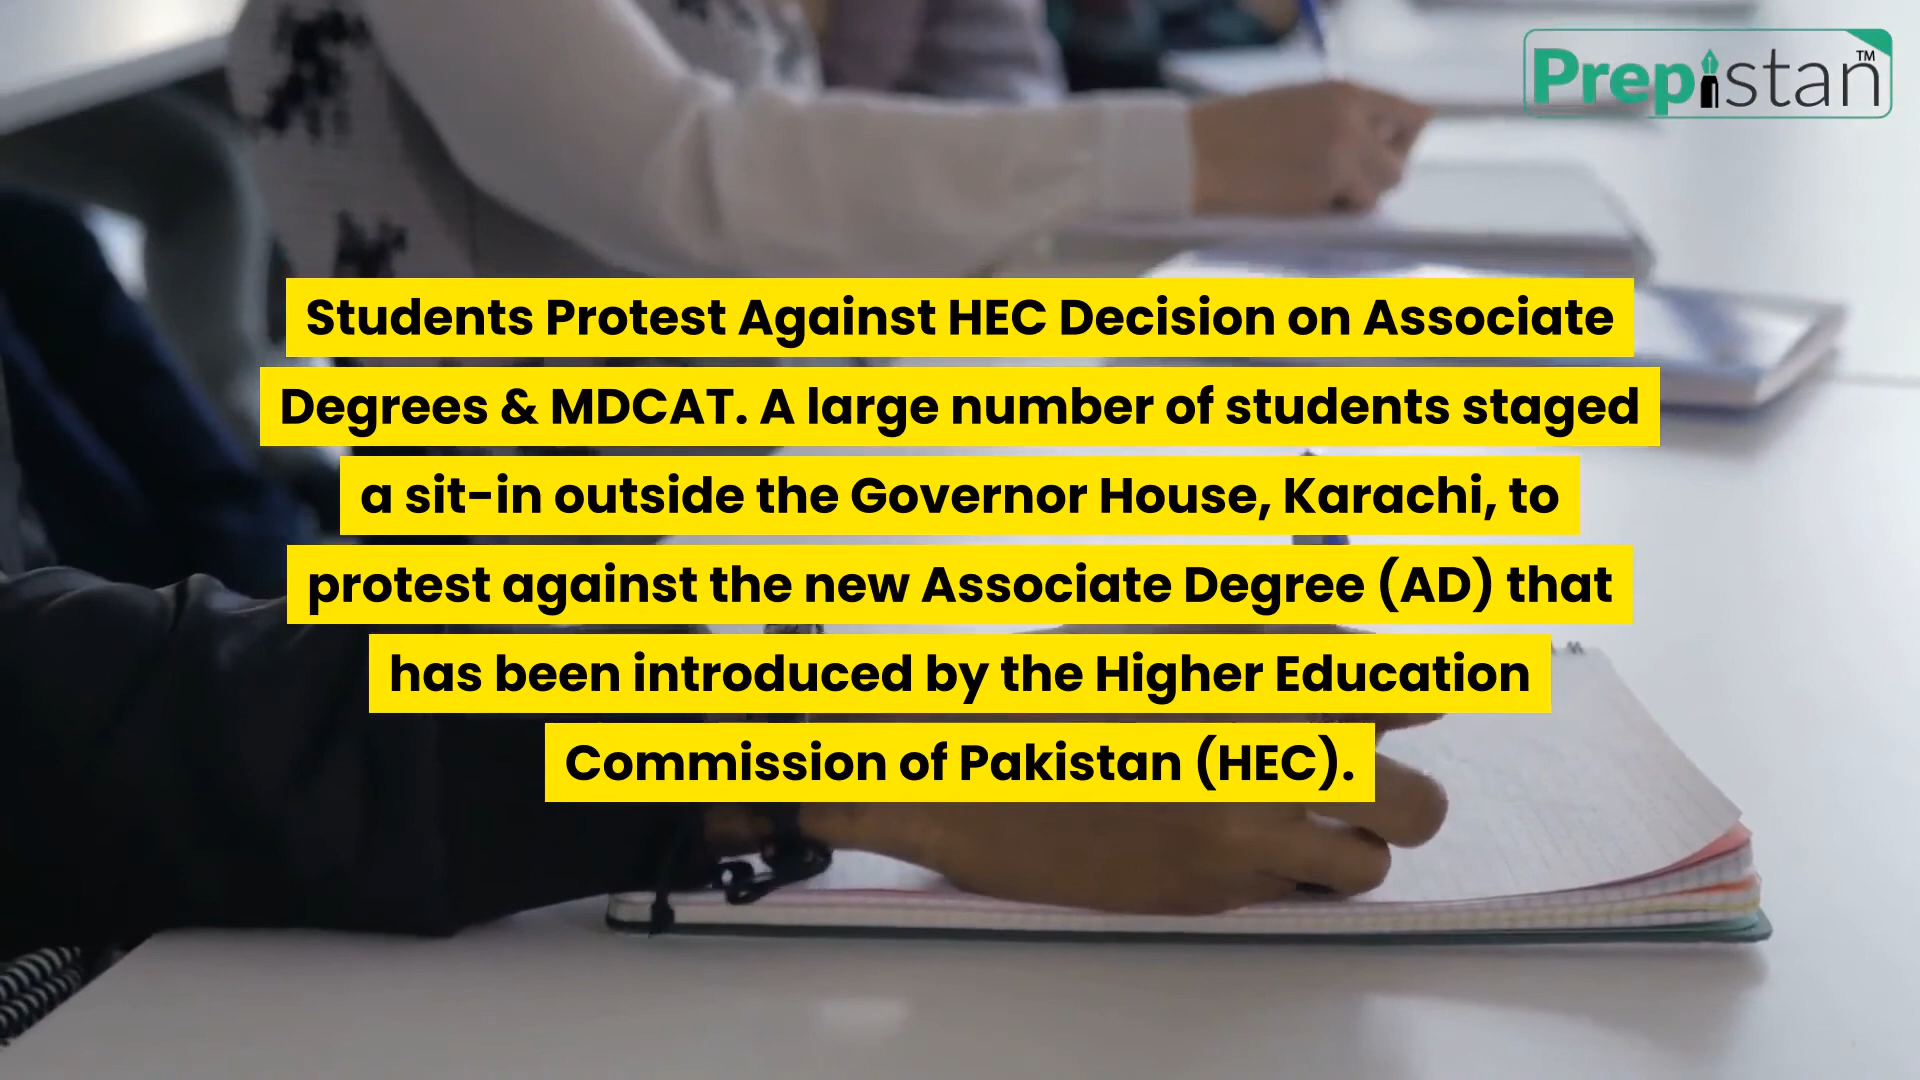 Prepistan™
Students Protest Against HEC Decision on Associate
Degrees & MDCAT. A large number of students staged
a sit-in outside the Governor House, Karachi, to
protest against the new Associate Degree (AD) that
has been introduced by the Higher Education
Commission of Pakistan (HEC).